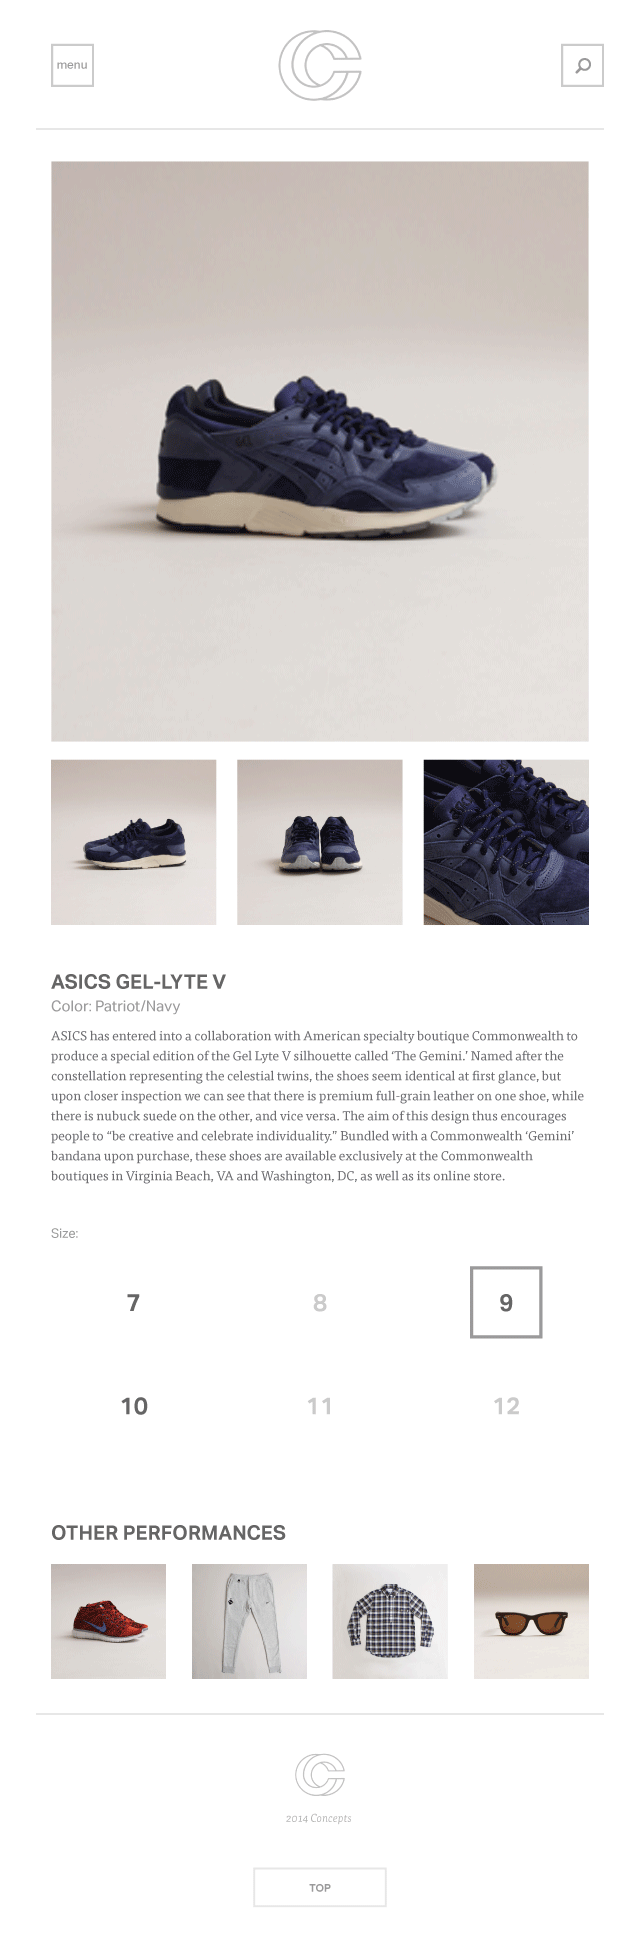 menu
ASICS GEL-LYTE V
Color: Patriot/Navy
ASICS has entered into a collaboration with American specialty boutique Commonwealth to
produce a special edition of the Gel Lyte V silhouette called ‘The Gemini.’ Named after the
constellation representing the celestial twins, the shoes seem identical at first glance, but
upon closer inspection we can see that there is premium full-grain leather on one shoe, while
there is nubuck suede on the other, and vice versa. The aim of this design thus encourages
people to “be creative and celebrate individuality.” Bundled with a Commonwealth ‘Gemini’
bandana upon purchase, these shoes are available exclusively at the Commonwealth
boutiques in Virginia Beach, VA and Washington, DC, as well as its online store.
Size:
7 8 9
10 11 12
OTHER PERFORMANCES
2014 Concepts
TOP